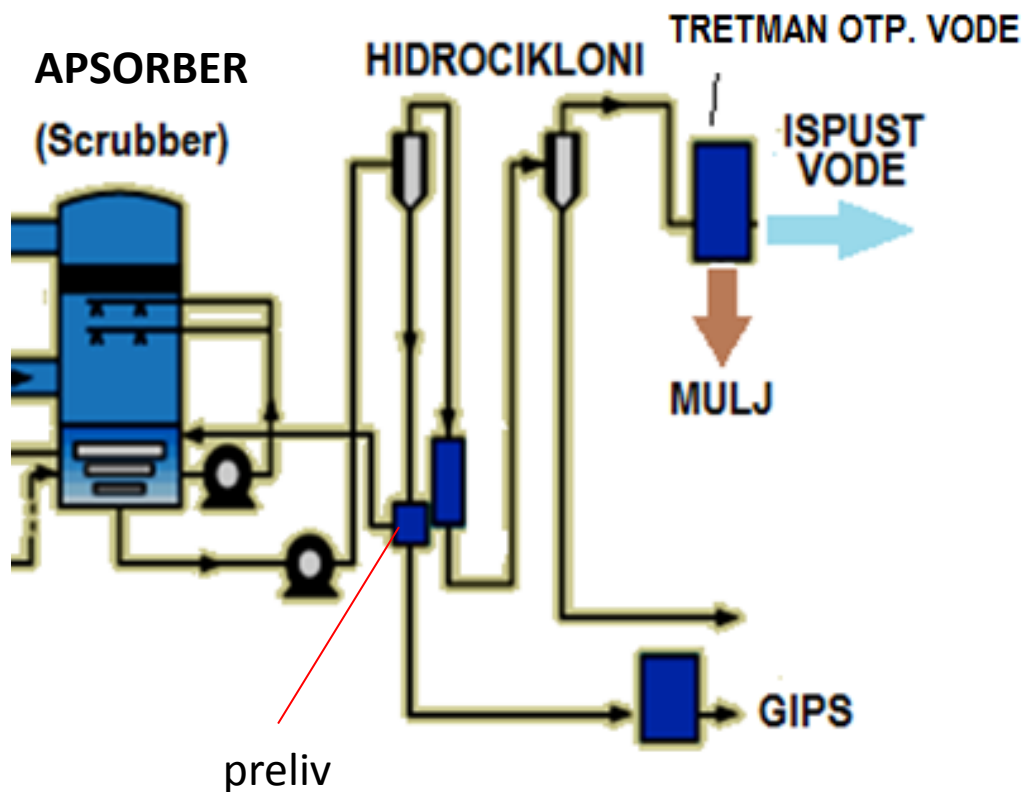 TRETMAN OTP. VODE
APSORBER
HIDROCIKLONI
(Scrubber)
ISPUST
VODE
MULJ
GIPS
preliv